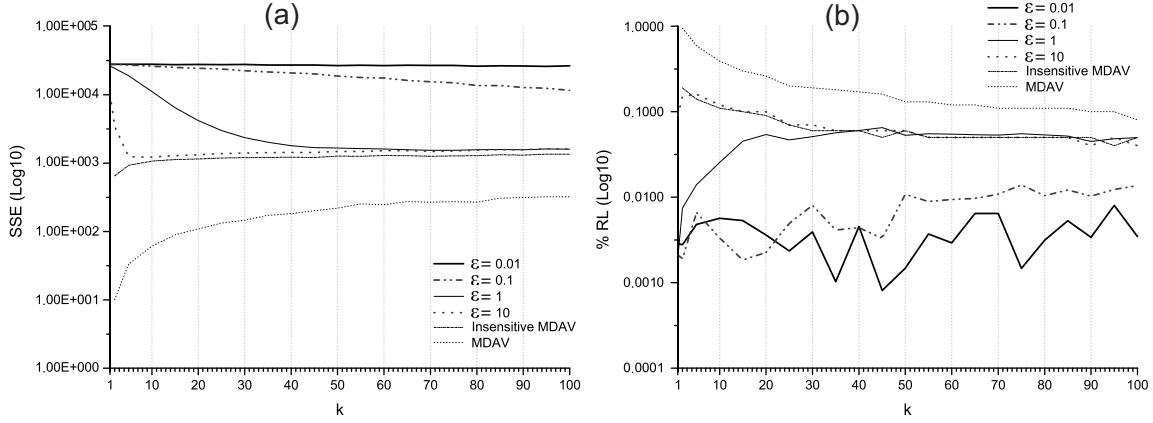 (a)
1,00E+005
1,00E+004
1,00E+003
1,00E+002
1,00E+001
1,00E+000
SSE (Log10)
ε= 0.01
ε= 0.1
ε= 1
ε= 10
Insensitive MDAV
MDAV
1 10 20 30 40 50 60 70 80 90 100
k
(b)
1,0000
0,1000
0,0100
0,0010
0,0001
% RL (Log10)
ε= 0.01
ε= 0.1
ε= 1
ε= 10
Insensitive MDAV
MDAV
1 10 20 30 40 50 60 70 80 90 100
k